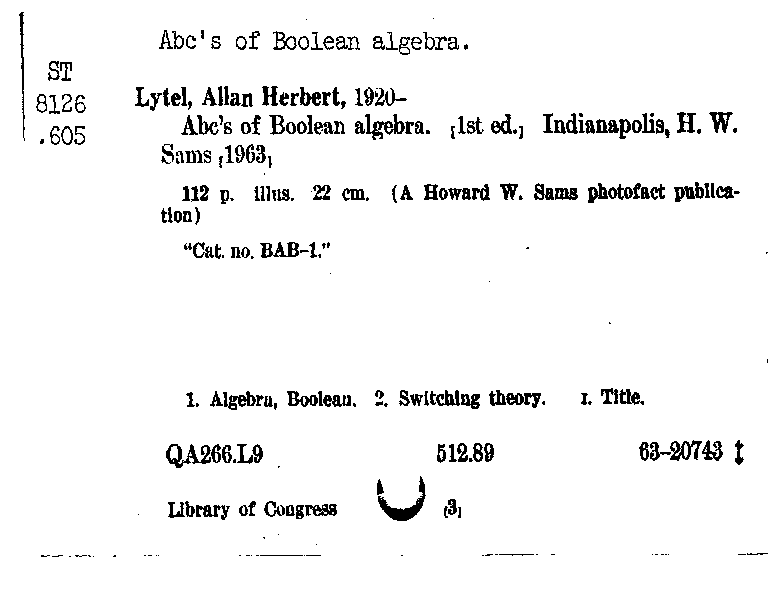 Abc's of Boolean algebra.
ST
8126
.605
Lytel, Allan Herbert, 1920–
Abc's of Boolean algebra. [1st ed.] Indianapolis, H. W.
Sams [1963]
112 p. illus. 22 cm. (A Howard W. Sams photofact publica-
tion)
“Cat. no. BAB–1.”
1. Algebra, Boolean. 2. Switching theory. I. Title.
QA266.L9 512.89 63–20743 ‡
Library of Congress [3]